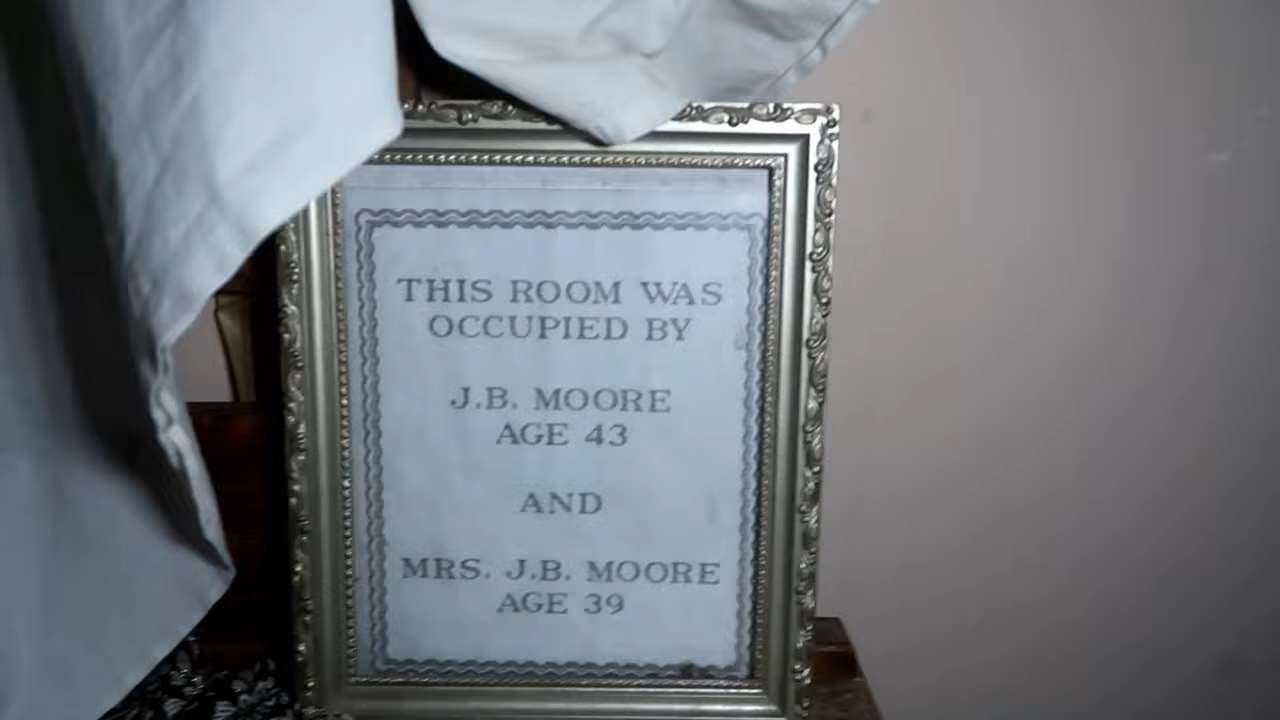 THIS ROOM WAS
OCCUPIED BY
J.B. MOORE
AGE 43
AND
MRS. J.B. MOORE
AGE 39